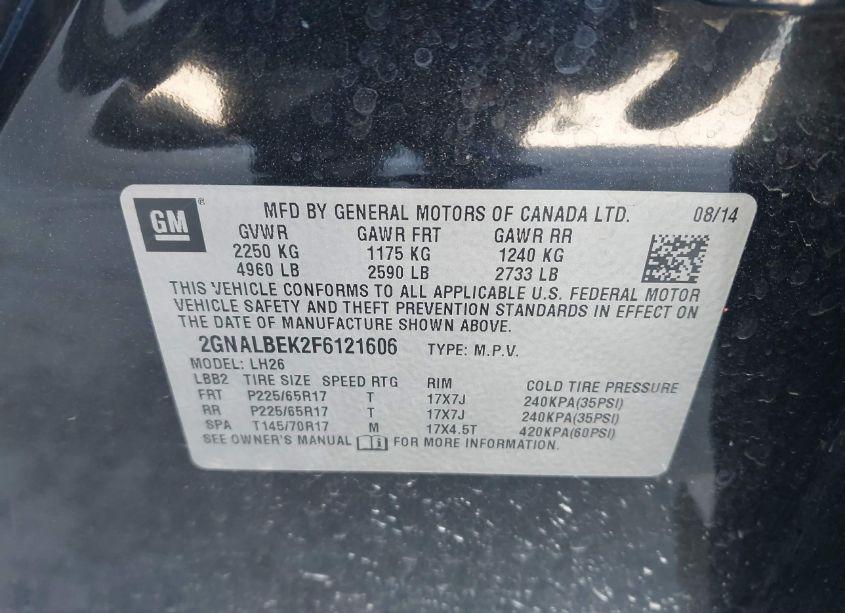 GM ® MFD BY GENERAL MOTORS OF CANADA LTD. 08/14
GVWR GAWR FRT GAWR RR
2250 KG 1175 KG 1240 KG
4960 LB 2590 LB 2733 LB
THIS VEHICLE CONFORMS TO ALL APPLICABLE U.S. FEDERAL MOTOR
VEHICLE SAFETY AND THEFT PREVENTION STANDARDS IN EFFECT ON
THE DATE OF MANUFACTURE SHOWN ABOVE.
2GNALBEK2F6121606 TYPE: M.P.V.
MODEL: LH26
LBB2 TIRE SIZE SPEED RTG RIM COLD TIRE PRESSURE
FRT P225/65R17 T 17X7J 240KPA(35PSI)
RR P225/65R17 T 17X7J 240KPA(35PSI)
SPA T145/70R17 M 17X4.5T 420KPA(60PSI)
SEE OWNER'S MANUAL i FOR MORE INFORMATION.